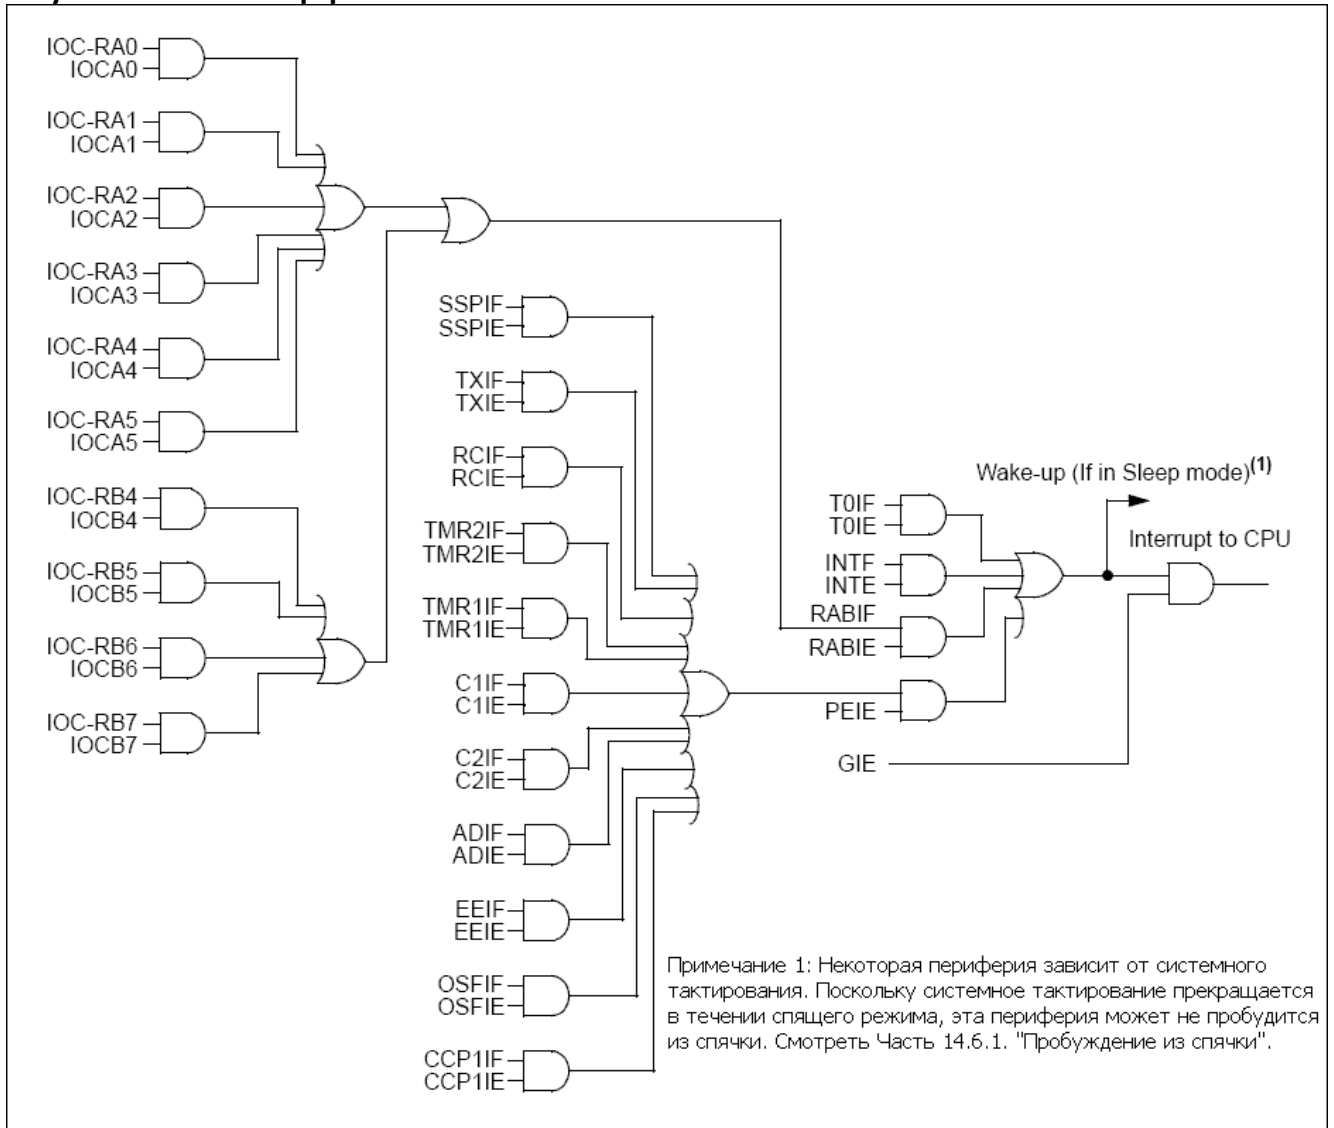 IOC-RA0
IOCA0
IOC-RA1
IOCA1
IOC-RA2
IOCA2
IOC-RA3
IOCA3
IOC-RA4
IOCA4
IOC-RA5
IOCA5
IOC-RB4
IOCB4
IOC-RB5
IOCB5
IOC-RB6
IOCB6
IOC-RB7
IOCB7
SSPIF
SSPIE
TXIF
TXIE
RCIF
RCIE
TMR2IF
TMR2IE
TMR1IF
TMR1IE
C1IF
C1IE
C2IF
C2IE
ADIF
ADIE
EEIF
EEIE
OSFIF
OSFIE
CCP1IF
CCP1IE
Wake-up (If in Sleep mode)(1)
T0IF
T0IE
Interrupt to CPU
INTF
INTE
RABIF
RABIE
PEIE
GIE
Примечание 1: Некоторая периферия зависит от системного
тактирования. Поскольку системное тактирование прекращается
в течении спящего режима, эта периферия может не пробудится
из спячки. Смотреть Часть 14.6.1. "Пробуждение из спячки".